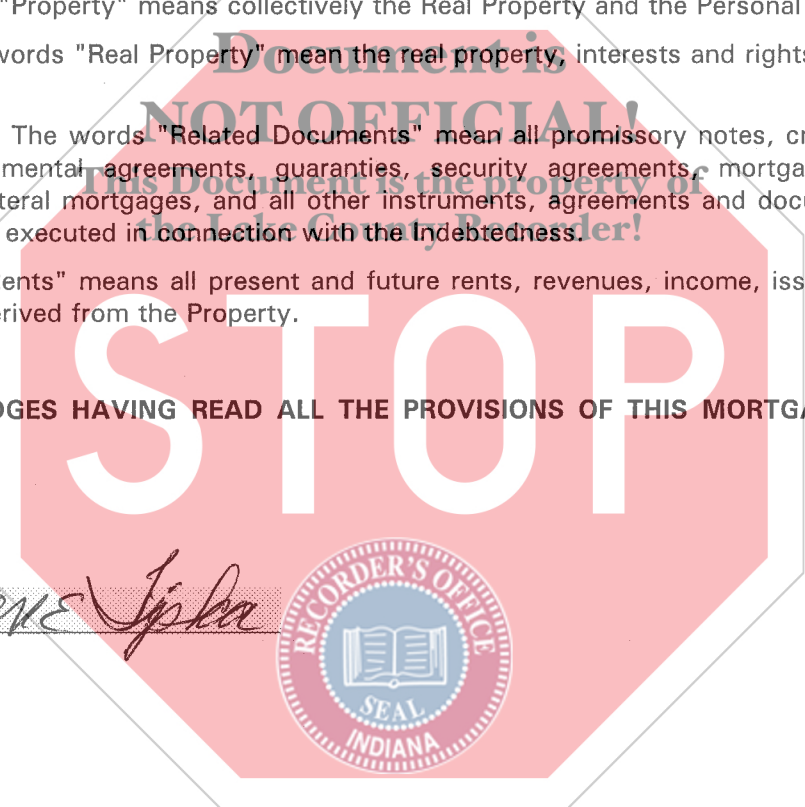 "Property" means collectively the Real Property and the Personal
words "Real Property" mean the real property, interests and rights
Document is
NOT OFFICIAL!
The words "Related Documents" mean all promissory notes, cr
mental agreements, guaranties, security agreements, mortga
This Document is the property of
teral mortgages, and all other instruments, agreements and docu
executed in connection with the Indebtedness.
the Lake County Recorder!
ents" means all present and future rents, revenues, income, iss
erived from the Property.
STOP
DGES HAVING READ ALL THE PROVISIONS OF THIS MORTGA
RECORDER'S OFFICE
SEAL
INDIANA